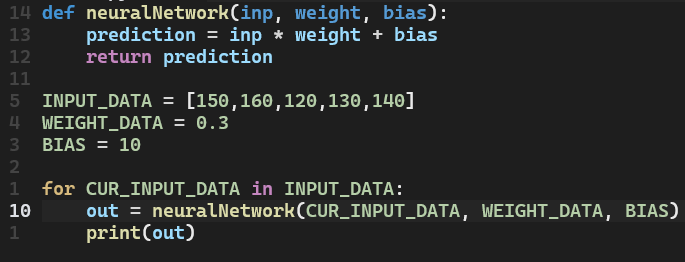 14 def neuralNetwork(inp, weight, bias):
13     prediction = inp * weight + bias
12     return prediction
11
5 INPUT_DATA = [150,160,120,130,140]
4 WEIGHT_DATA = 0.3
3 BIAS = 10
2
1 for CUR_INPUT_DATA in INPUT_DATA:
10     out = neuralNetwork(CUR_INPUT_DATA, WEIGHT_DATA, BIAS)
1     print(out)